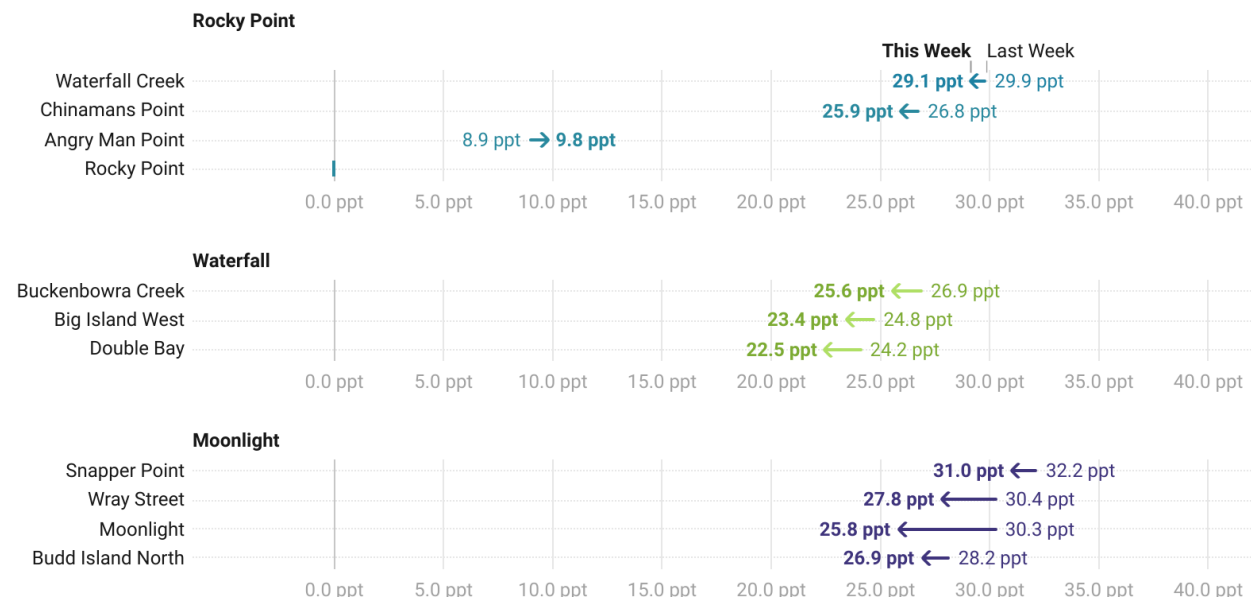 Rocky Point
This Week Last Week
Waterfall Creek 29.1 ppt 29.9 ppt
Chinamans Point 25.9 ppt 26.8 ppt
Angry Man Point 8.9 ppt 9.8 ppt
Rocky Point
0.0 ppt 5.0 ppt 10.0 ppt 15.0 ppt 20.0 ppt 25.0 ppt 30.0 ppt 35.0 ppt 40.0 ppt
Waterfall
Buckenbowra Creek 25.6 ppt 26.9 ppt
Big Island West 23.4 ppt 24.8 ppt
Double Bay 22.5 ppt 24.2 ppt
0.0 ppt 5.0 ppt 10.0 ppt 15.0 ppt 20.0 ppt 25.0 ppt 30.0 ppt 35.0 ppt 40.0 ppt
Moonlight
Snapper Point 31.0 ppt 32.2 ppt
Wray Street 27.8 ppt 30.4 ppt
Moonlight 25.8 ppt 30.3 ppt
Budd Island North 26.9 ppt 28.2 ppt
0.0 ppt 5.0 ppt 10.0 ppt 15.0 ppt 20.0 ppt 25.0 ppt 30.0 ppt 35.0 ppt 40.0 ppt